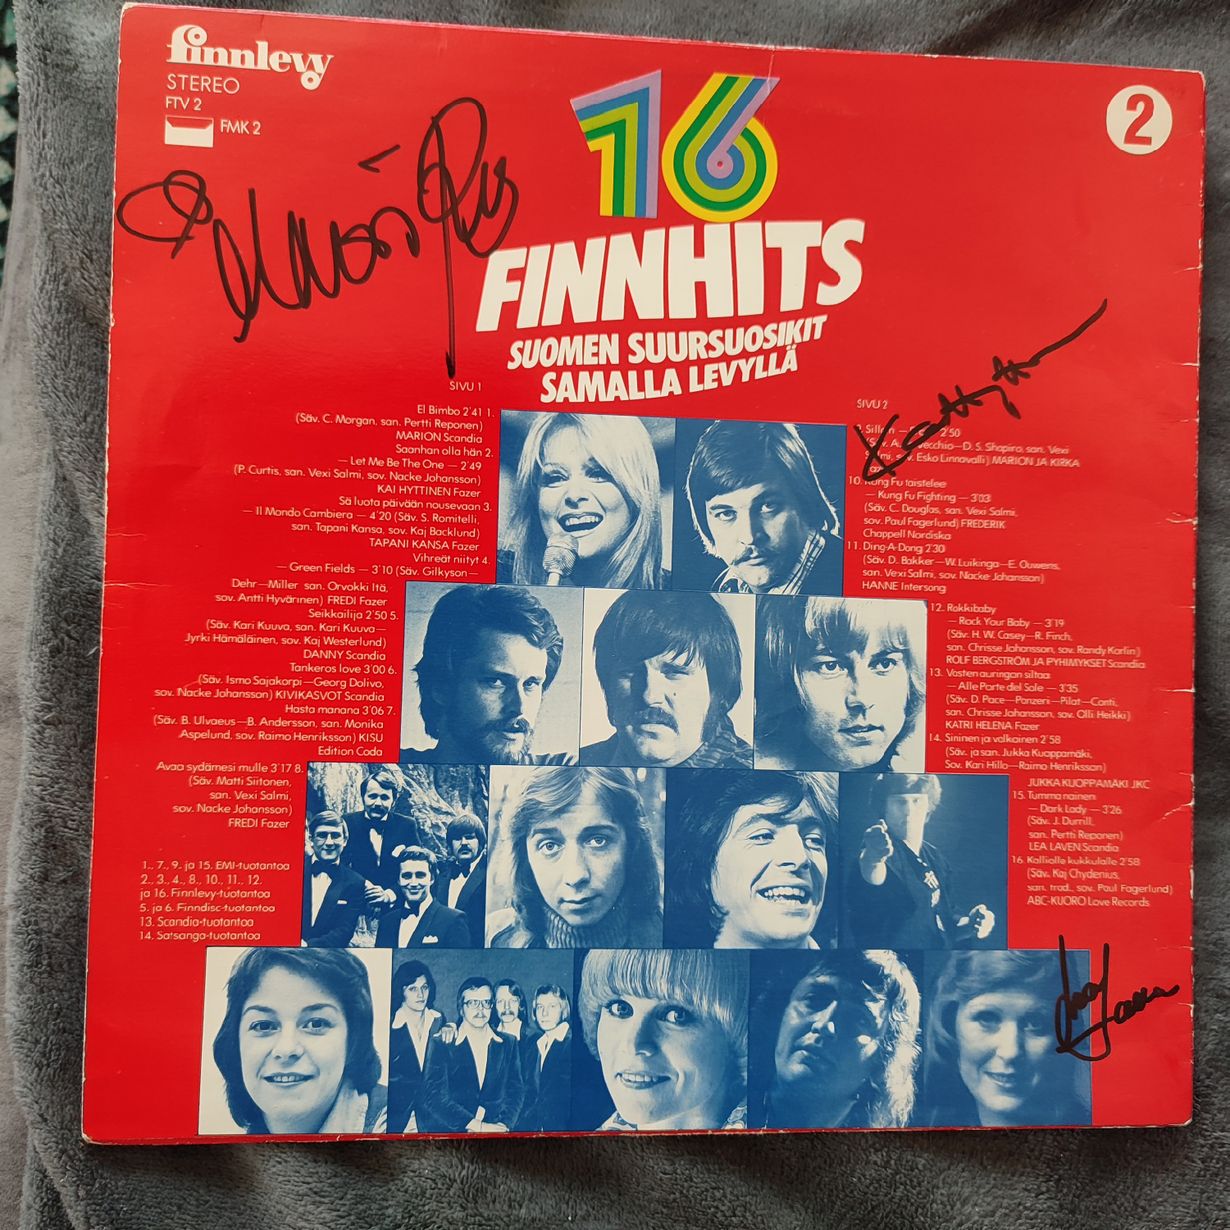 finnlevy
STEREO
FTV 2
FMK 2
16
2
FINNHITS
SUOMEN SUURSUOSIKIT
SAMALLA LEVYLLÄ
SIVU 1
El Bimbo 2'41 1.
(Säv. C. Morgan, san. Pertti Reponen)
MARION Scandia
Saanhan olla hän 2.
— Let Me Be The One — 2'49
(P. Curtis, san. Vexi Salmi, sov. Nacke Johansson)
KAI HYTTINEN Fazer
Sä luota päivään nousevaan 3.
— Il Mondo Cambiera — 4'20 (Säv. S. Romitelli,
san. Tapani Kansa, sov. Kaj Backlund)
TAPANI KANSA Fazer
Vihreät niityt 4.
— Green Fields — 3'10 (Säv. Gilkyson—
Dehr—Miller san. Orvokki Itä,
sov. Antti Hyvärinen) FREDI Fazer
Seikkailija 2'50 5.
(Säv. Kari Kuuva, san. Kari Kuuva—
Jyrki Hämäläinen, sov. Kaj Westerlund)
DANNY Scandia
Tankeros love 3'00 6.
(Säv. Ismo Sajakorpi—Georg Dolivo,
sov. Nacke Johansson) KIVIKASVOT Scandia
Hasta manana 3'06 7.
(Säv. B. Ulvaeus—B. Andersson, san. Monika
Aspelund, sov. Raimo Henriksson) KISU
Edition Coda
Avaa sydämesi mulle 3'17 8.
(Säv. Matti Siitonen,
san. Vexi Salmi,
sov. Nacke Johansson)
FREDI Fazer
1., 7., 9. ja 15. EMI-tuotantoa
2., 3., 4., 8., 10., 11., 12.
ja 16. Finnlevy-tuotantoa
5. ja 6. Finndisc-tuotantoa
13. Scandia-tuotantoa
14. Satsanga-tuotantoa
SIVU 2
2'50
D. S. Shapiro, san. Vexi
Esko Linnavalli) MARION JA KIRKA
10. Kung Fu taistelee
— Kung Fu Fighting — 3'03
(Säv. C. Douglas, san. Vexi Salmi,
sov. Paul Fagerlund) FREDERIK
Chappell Nordiska
11. Ding-A-Dong 2'30
(Säv. D. Bakker—W. Luikinga—E. Ouwens,
san. Vexi Salmi, sov. Nacke Johansson)
HANNE Intersong
12. Rokkibaby
— Rock Your Baby — 3'19
(Säv. H. W. Casey—R. Finch,
san. Chrisse Johansson, sov. Randy Korlin)
ROLF BERGSTRÖM JA PYHIMYKSET Scandia
13. Vasten auringon siltaa
— Alle Porte del Sole — 3'35
(Säv. D. Pace—Panzeri—Pilat—Conti,
san. Chrisse Johansson, sov. Olli Heikki)
KATRI HELENA Fazer
14. Sininen ja valkoinen 2'58
(Säv. ja san. Jukka Kuoppamäki,
Sov. Kari Hillo—Raimo Henriksson)
JUKKA KUOPPAMÄKI JKC
15. Tumma nainen
— Dark Lady — 3'26
(Säv. J. Durrill,
san. Pertti Reponen)
LEA LAVEN Scandia
16. Kalliolle kukkulalle 2'58
(Säv. Kaj Chydenius,
san. trad., sov. Paul Fagerlund)
ABC-KUORO Love Records